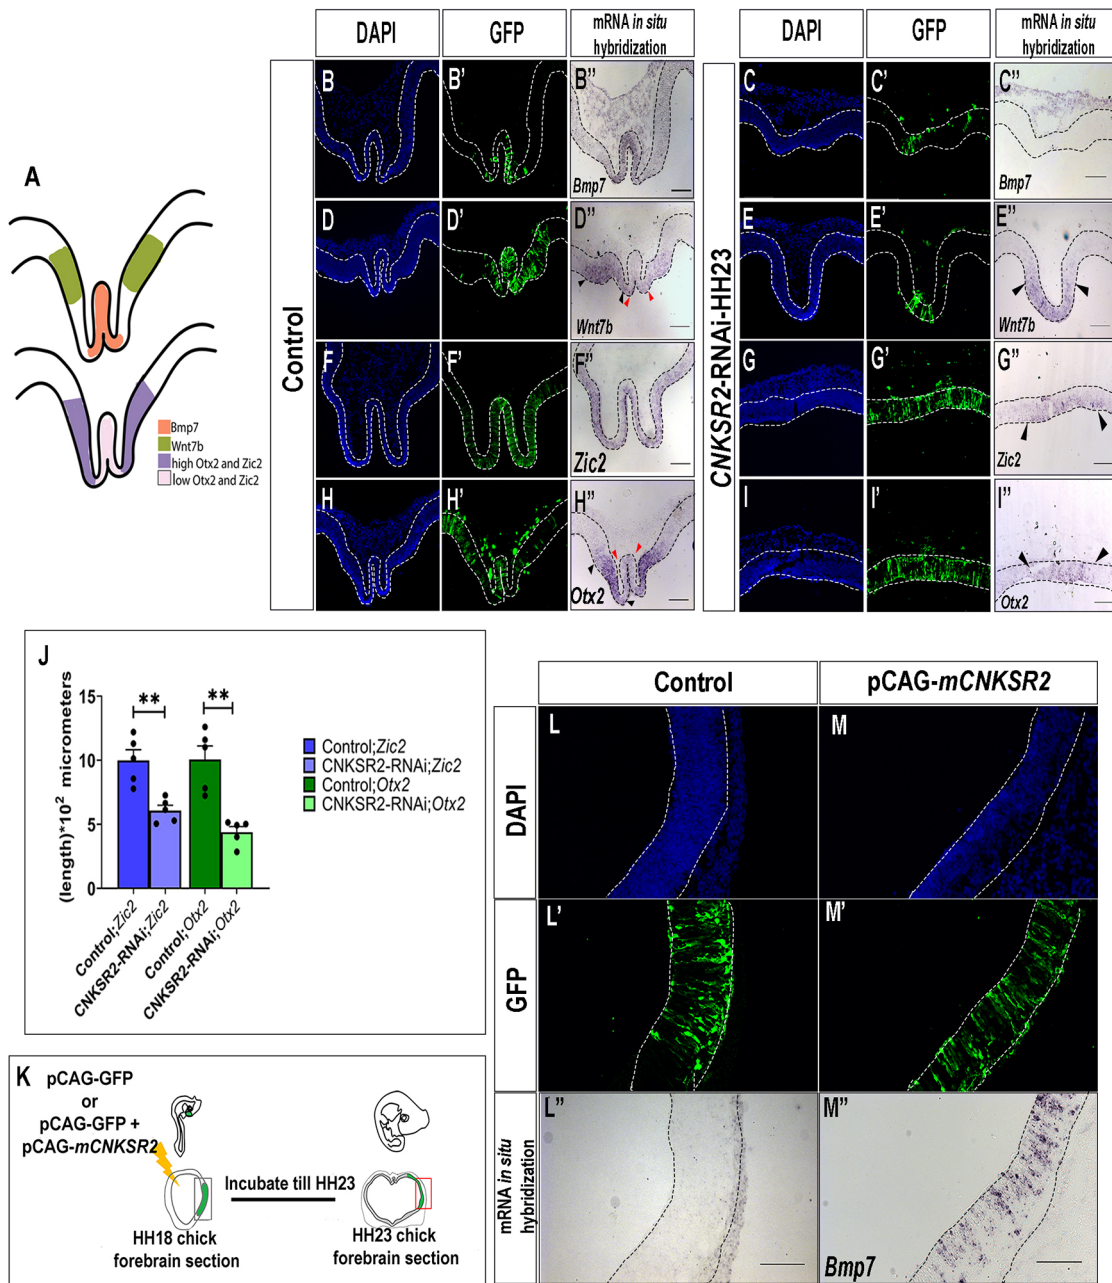 DAPI
GFP
mRNA in situ
hybridization
DAPI
GFP
mRNA in situ
hybridization
Control
CNKSR2-RNAi-HH23
A
Bmp7
Wnt7b
high Otx2 and Zic2
low Otx2 and Zic2
B
B'
B''
Bmp7
C
C'
C''
Bmp7
D
D'
D''
Wnt7b
E
E'
E''
Wnt7b
F
F'
F''
Zic2
G
G'
G''
Zic2
H
H'
H''
Otx2
I
I'
I''
Otx2
J
(length)*10² micrometers
15
10
5
0
**
**
Control;Zic2
CNKSR2-RNAi;Zic2
Control;Otx2
CNKSR2-RNAi;Otx2
Control;Zic2
CNKSR2-RNAi;Zic2
Control;Otx2
CNKSR2-RNAi;Otx2
K
pCAG-GFP
or
pCAG-GFP +
pCAG-mCNKSR2
Incubate till HH23
HH18 chick
forebrain section
HH23 chick
forebrain section
Control
pCAG-mCNKSR2
DAPI
L
M
GFP
L'
M'
mRNA in situ
hybridization
L''
M''
Bmp7